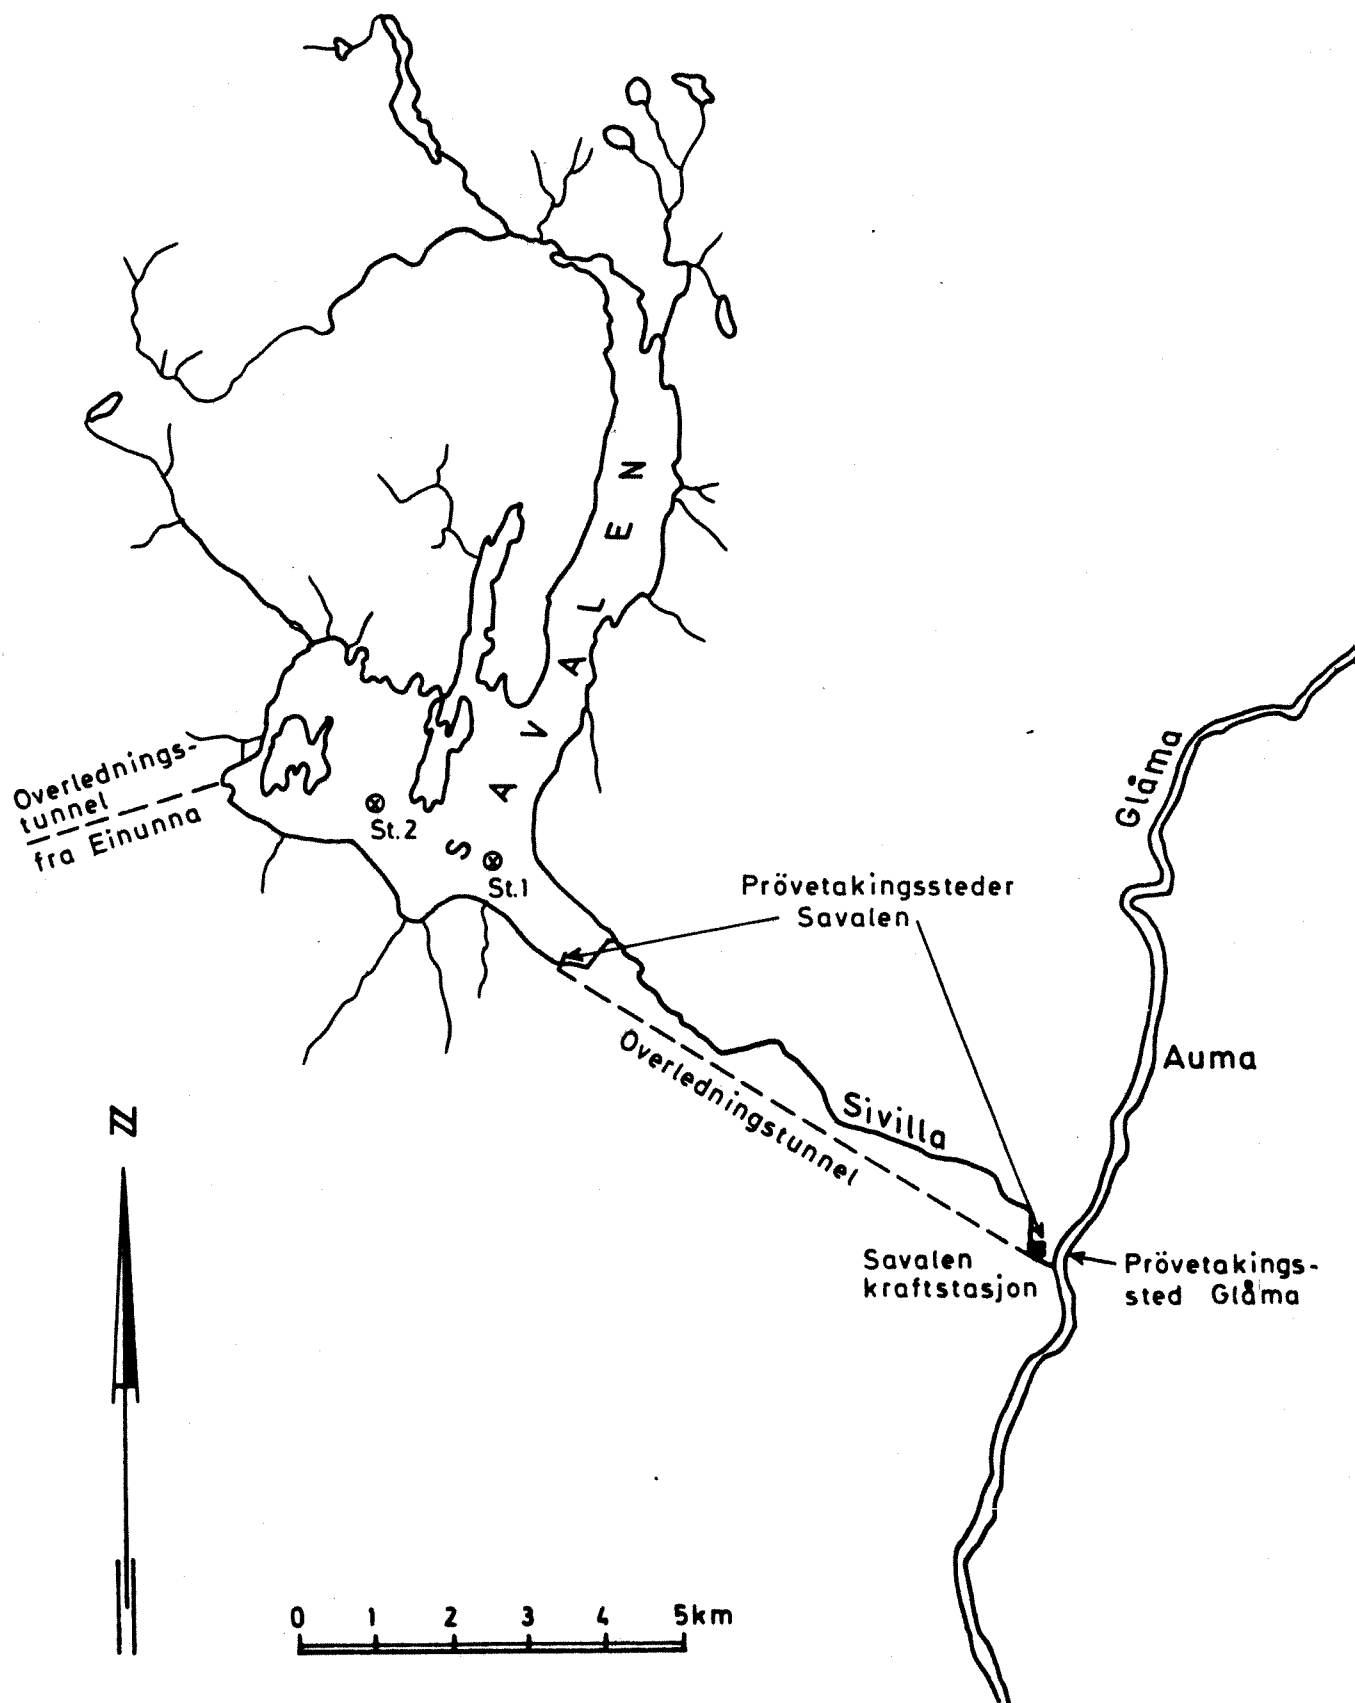 SAVALEN
Overlednings-
tunnel
fra Einunna
St.2
St.1
Glåma
Prövetakingssteder
Savalen
Overledningstunnel
Sivilla
Auma
Savalen
kraftstasjon
Prövetakings-
sted Glåma
N
0 1 2 3 4 5km